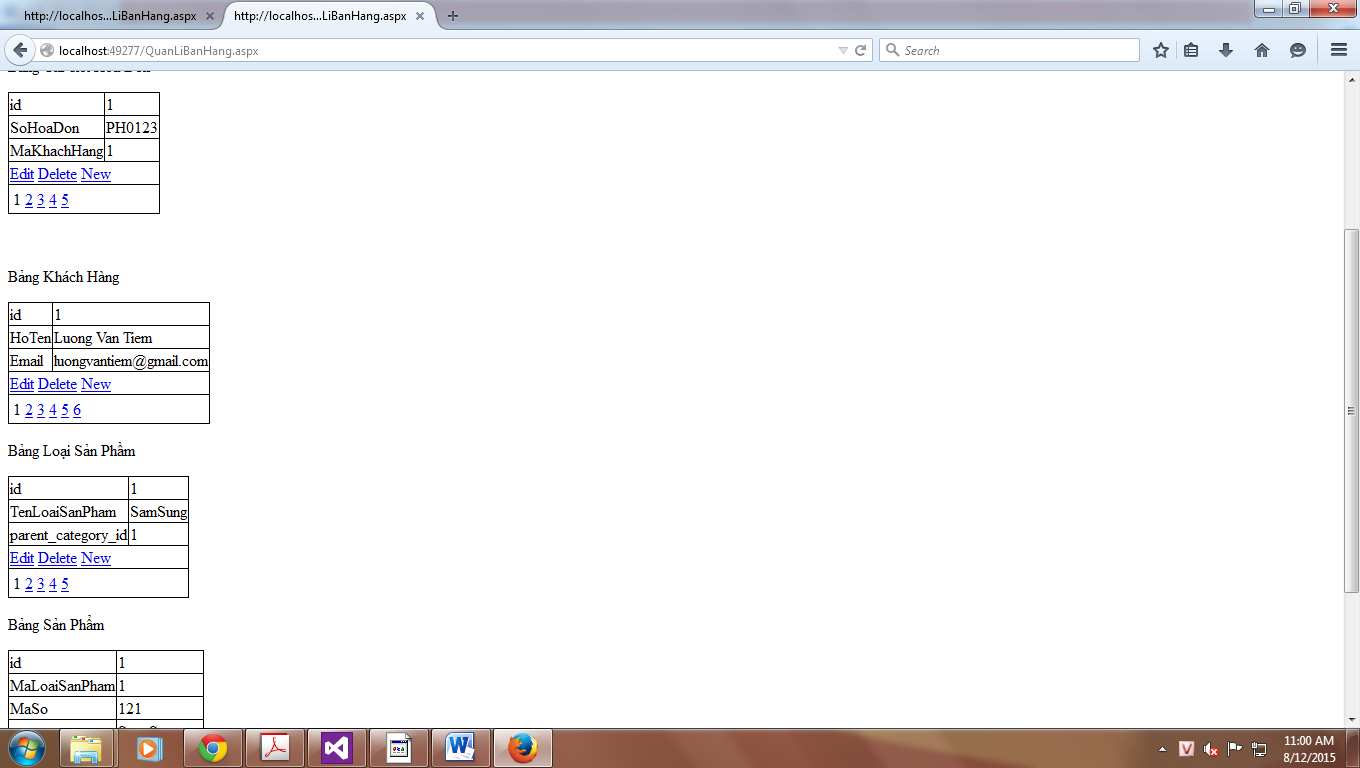 http://localhos...LiBanHang.aspx
http://localhos...LiBanHang.aspx
localhost:49277/QuanLiBanHang.aspx
Search
id 1
SoHoaDon PH0123
MaKhachHang 1
Edit Delete New
1 2 3 4 5
Bảng Khách Hàng
id 1
HoTen Luong Van Tiem
Email luongvantiem@gmail.com
Edit Delete New
1 2 3 4 5 6
Bảng Loại Sản Phẩm
id 1
TenLoaiSanPham SamSung
parent_category_id 1
Edit Delete New
1 2 3 4 5
Bảng Sản Phẩm
id 1
MaLoaiSanPham 1
MaSo 121
11:00 AM
8/12/2015